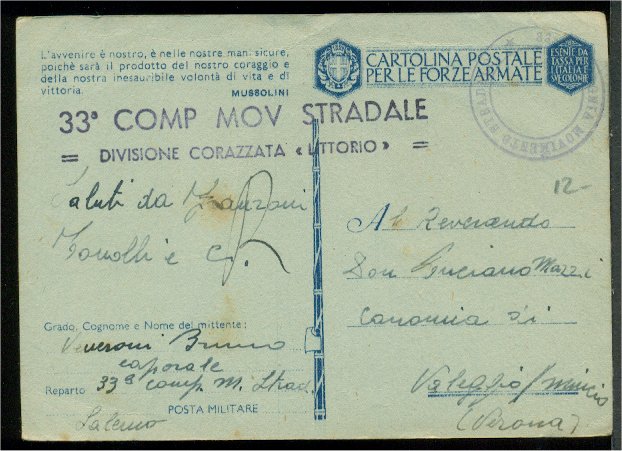 L'avvenire è nostro, è nelle nostre mani sicure,
poichè sarà il prodotto del nostro coraggio e
della nostra inesauribile volontà di vita e di
vittoria.
MUSSOLINI
CARTOLINA POSTALE
PER LE FORZE ARMATE
ESENTE DA
TASSA PER
L'ITALIA E
SUE COLONIE
33ª COMP MOV STRADALE
= DIVISIONE CORAZZATA « LITTORIO » =
12-
Saluti da
e C.
Al Reverendo
Don Luciano Mazzi
Canonica di
Valeggio
(Verona)
Grado, Cognome e Nome del mittente:
Bruno
caporale
Reparto 33ª Comp. M. Strad.
POSTA MILITARE
Salerno